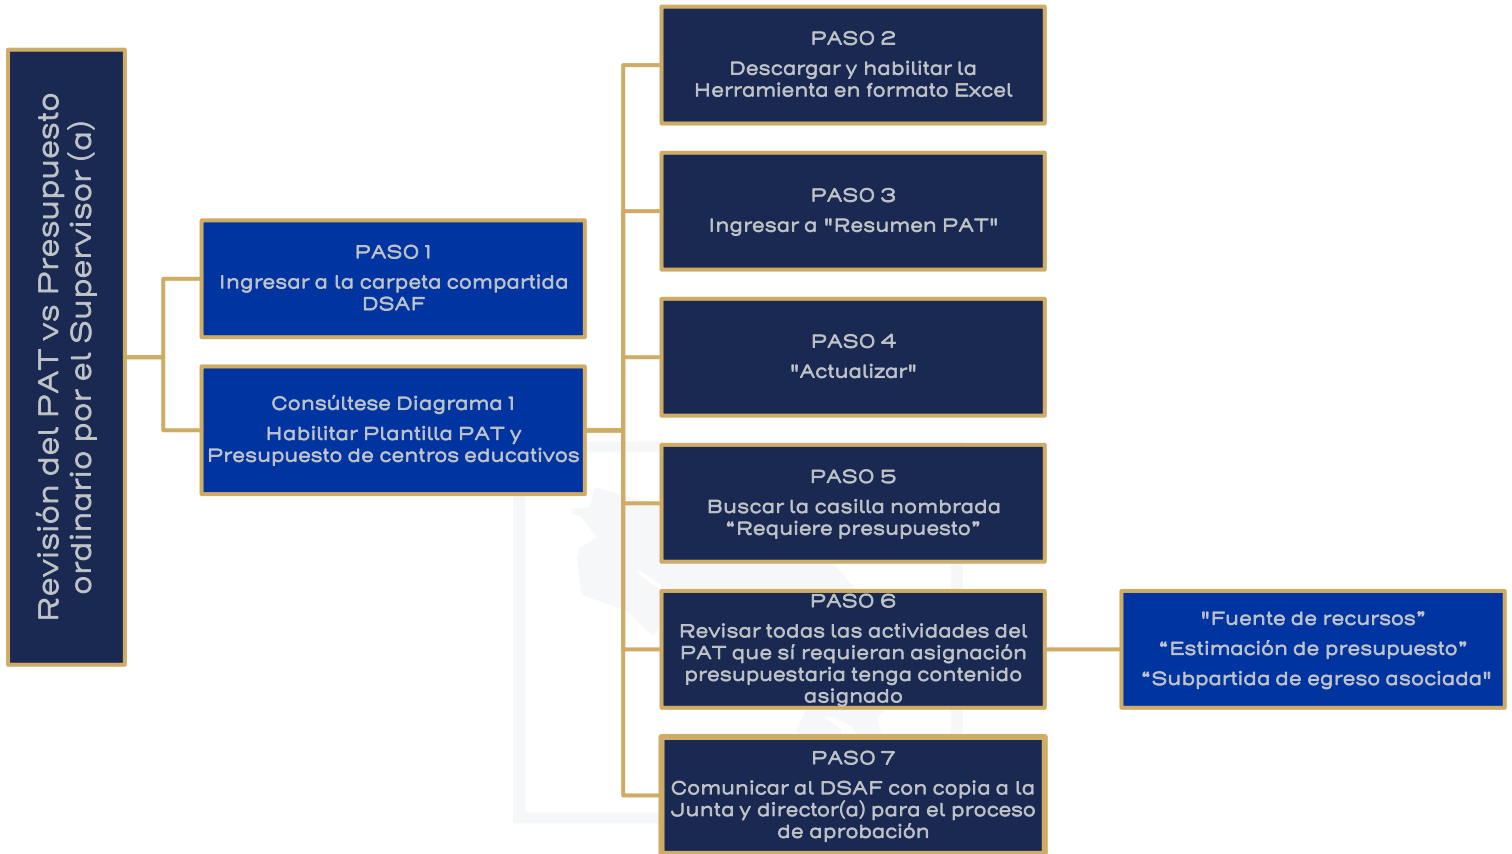 Revisión del PAT vs Presupuesto
ordinario por el Supervisor (a)
PASO 1
Ingresar a la carpeta compartida
DSAF
Consúltese Diagrama 1
Habilitar Plantilla PAT y
Presupuesto de centros educativos
PASO 2
Descargar y habilitar la
Herramienta en formato Excel
PASO 3
Ingresar a "Resumen PAT"
PASO 4
"Actualizar"
PASO 5
Buscar la casilla nombrada
“Requiere presupuesto”
PASO 6
Revisar todas las actividades del
PAT que sí requieran asignación
presupuestaria tenga contenido
asignado
"Fuente de recursos”
“Estimación de presupuesto”
“Subpartida de egreso asociada"
PASO 7
Comunicar al DSAF con copia a la
Junta y director(a) para el proceso
de aprobación